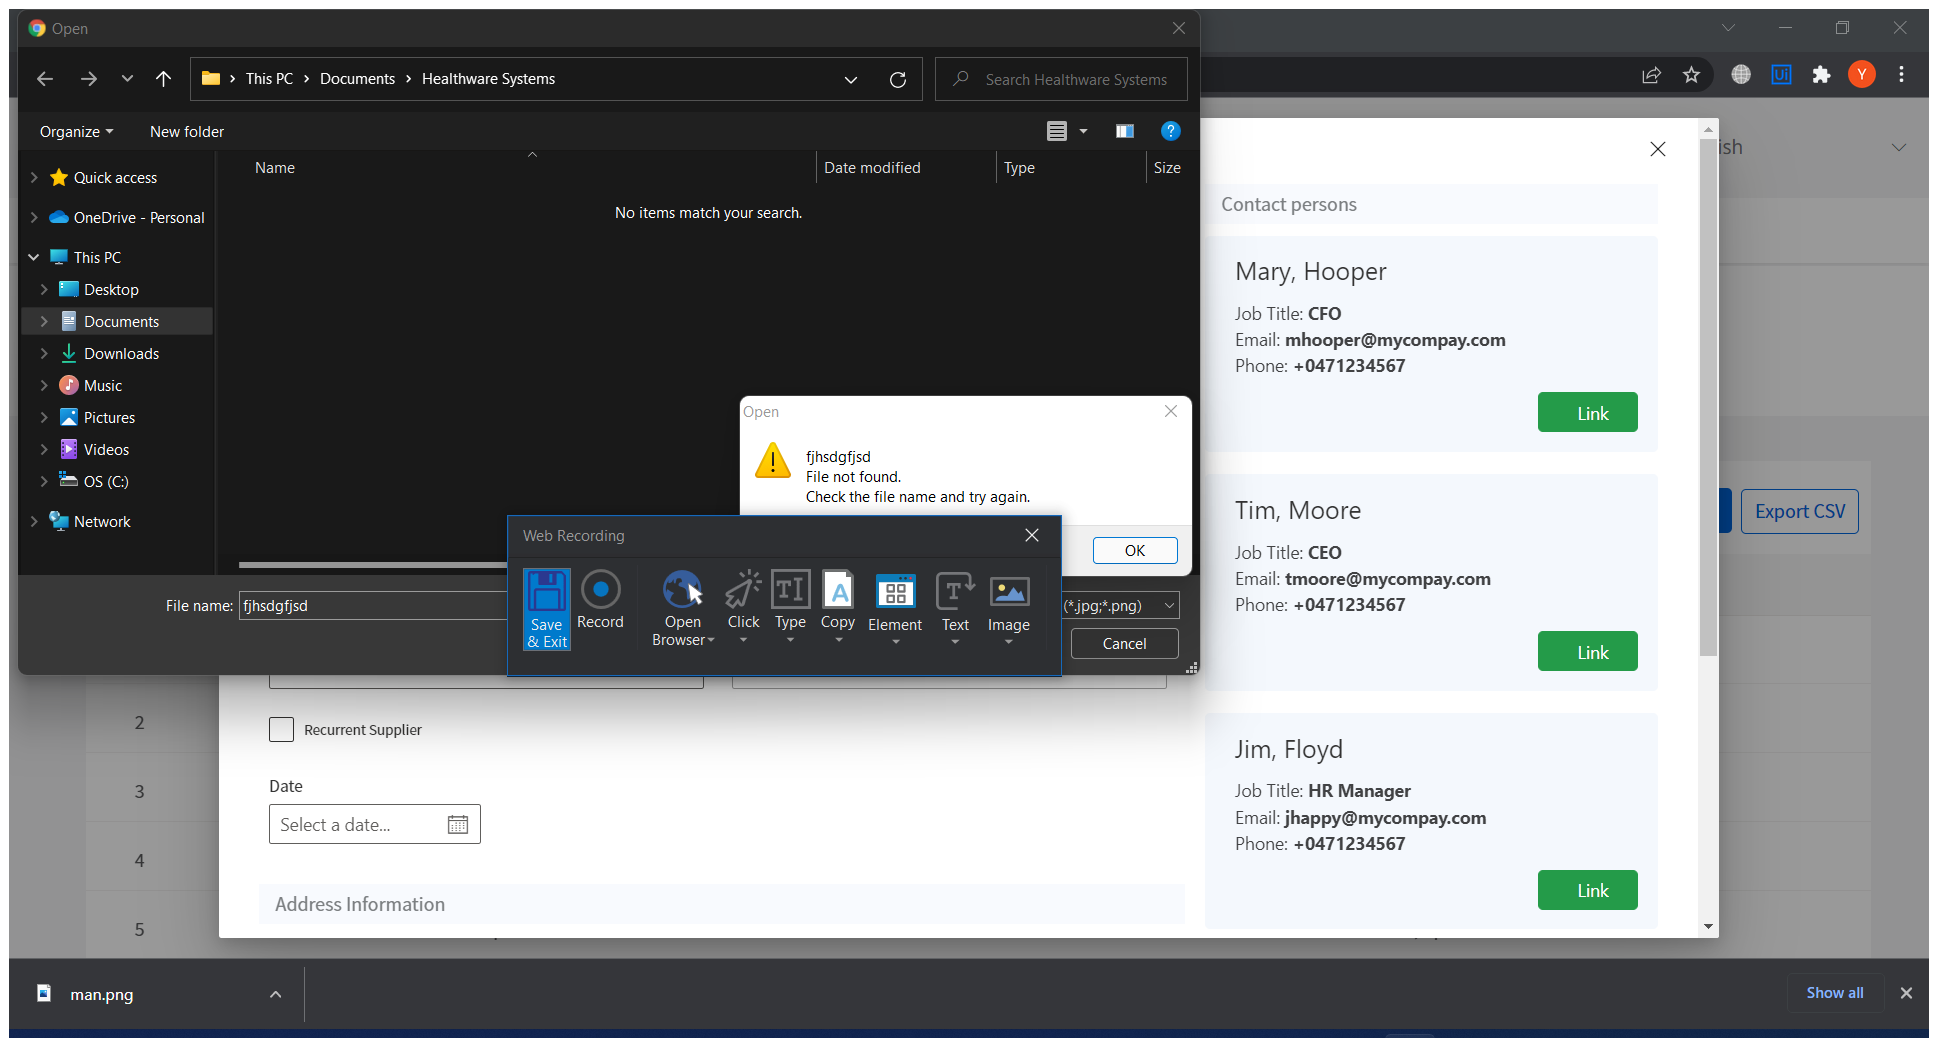 Open
This PC > Documents > Healthware Systems
Search Healthware Systems
Organize
New folder
Name
Date modified
Type
Size
No items match your search.
Quick access
OneDrive - Personal
This PC
Desktop
Documents
Downloads
Music
Pictures
Videos
OS (C:)
Network
File name:
fjhsdgfjsd
(*.jpg;*.png)
Cancel
Open
fjhsdgfjsd
File not found.
Check the file name and try again.
OK
Web Recording
Save & Exit
Record
Open Browser
Click
Type
Copy
Element
Text
Image
Ui
Y
ish
Contact persons
Mary, Hooper
Job Title: CFO
Email: mhooper@mycompay.com
Phone: +0471234567
Link
Tim, Moore
Job Title: CEO
Email: tmoore@mycompay.com
Phone: +0471234567
Link
Jim, Floyd
Job Title: HR Manager
Email: jhappy@mycompay.com
Phone: +0471234567
Link
Export CSV
Recurrent Supplier
Date
Select a date...
Address Information
2
3
4
5
man.png
Show all